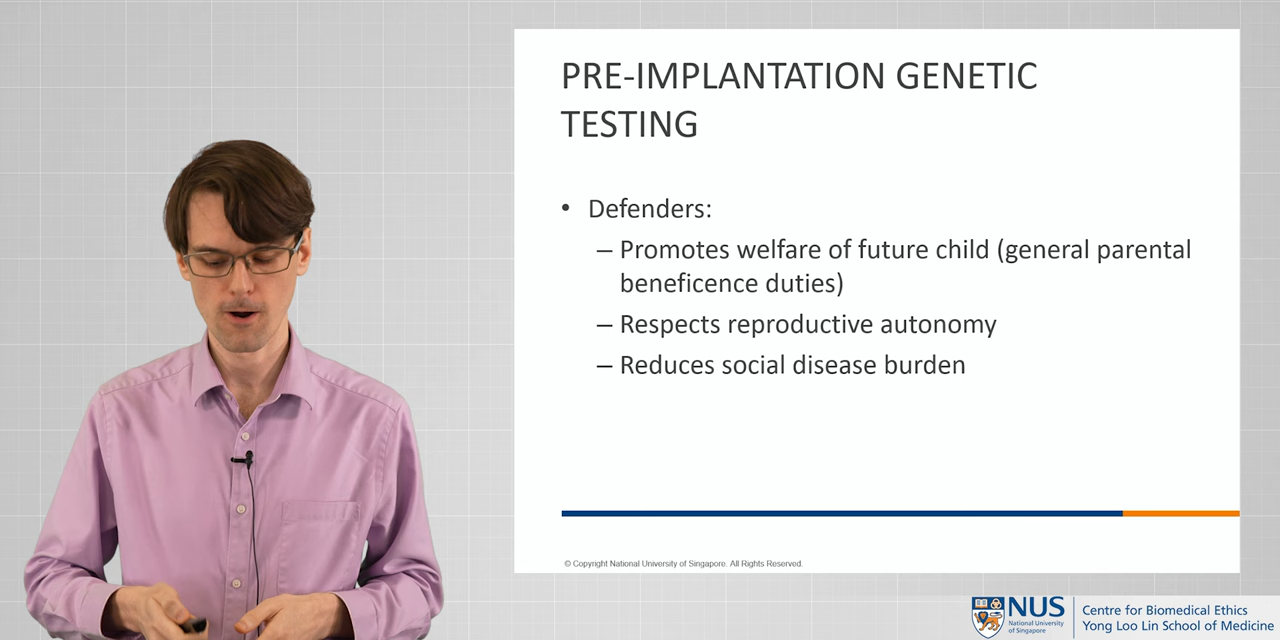 PRE-IMPLANTATION GENETIC
TESTING
• Defenders:
– Promotes welfare of future child (general parental
beneficence duties)
– Respects reproductive autonomy
– Reduces social disease burden
© Copyright National University of Singapore. All Rights Reserved.
NUS
National University
of Singapore
Centre for Biomedical Ethics
Yong Loo Lin School of Medicine